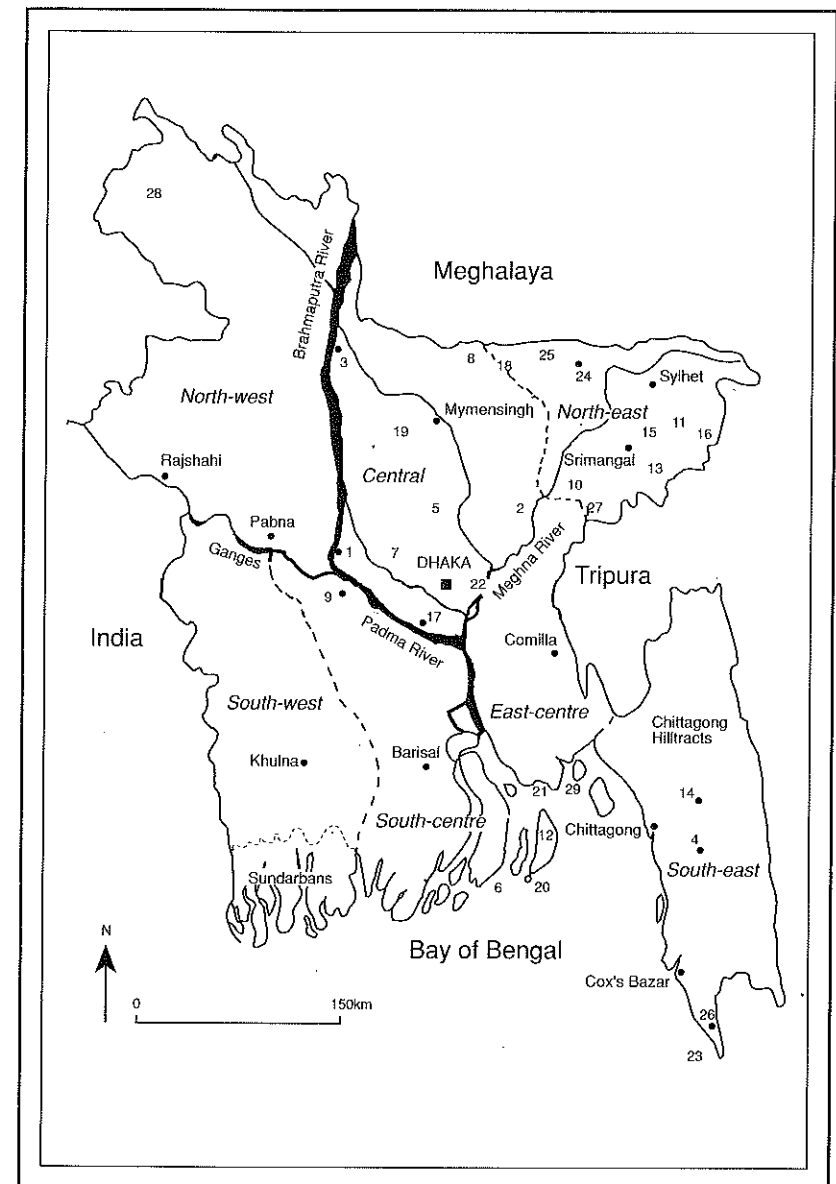 28
Brahmaputra River
Meghalaya
3
8
18
25
24
Sylhet
North-west
Mymensingh
North-east
19
15
11
16
Srimangal
13
Rajshahi
Central
10
5
2
27
Pabna
Ganges
1
7
DHAKA
22
Meghna River
Tripura
9
17
Padma River
India
Comilla
South-west
East-centre
Chittagong
Hilltracts
Khulna
Barisal
21
29
14
South-centre
12
Chittagong
4
South-east
Sundarbans
6
20
N
Bay of Bengal
Cox's Bazar
0
150km
26
23